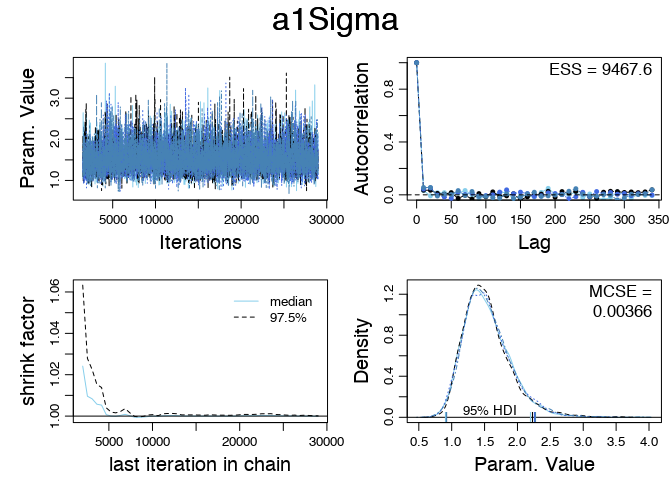 a1Sigma
Param. Value
1.0 2.0 3.0
5000 10000 20000 30000
Iterations
Autocorrelation
0.0 0.4 0.8
ESS = 9467.6
0 50 100 150 200 250 300 350
Lag
shrink factor
1.00 1.02 1.04 1.06
median
97.5%
5000 10000 20000 30000
last iteration in chain
Density
0.0 0.4 0.8 1.2
MCSE =
0.00366
95% HDI
0.5 1.0 1.5 2.0 2.5 3.0 3.5 4.0
Param. Value